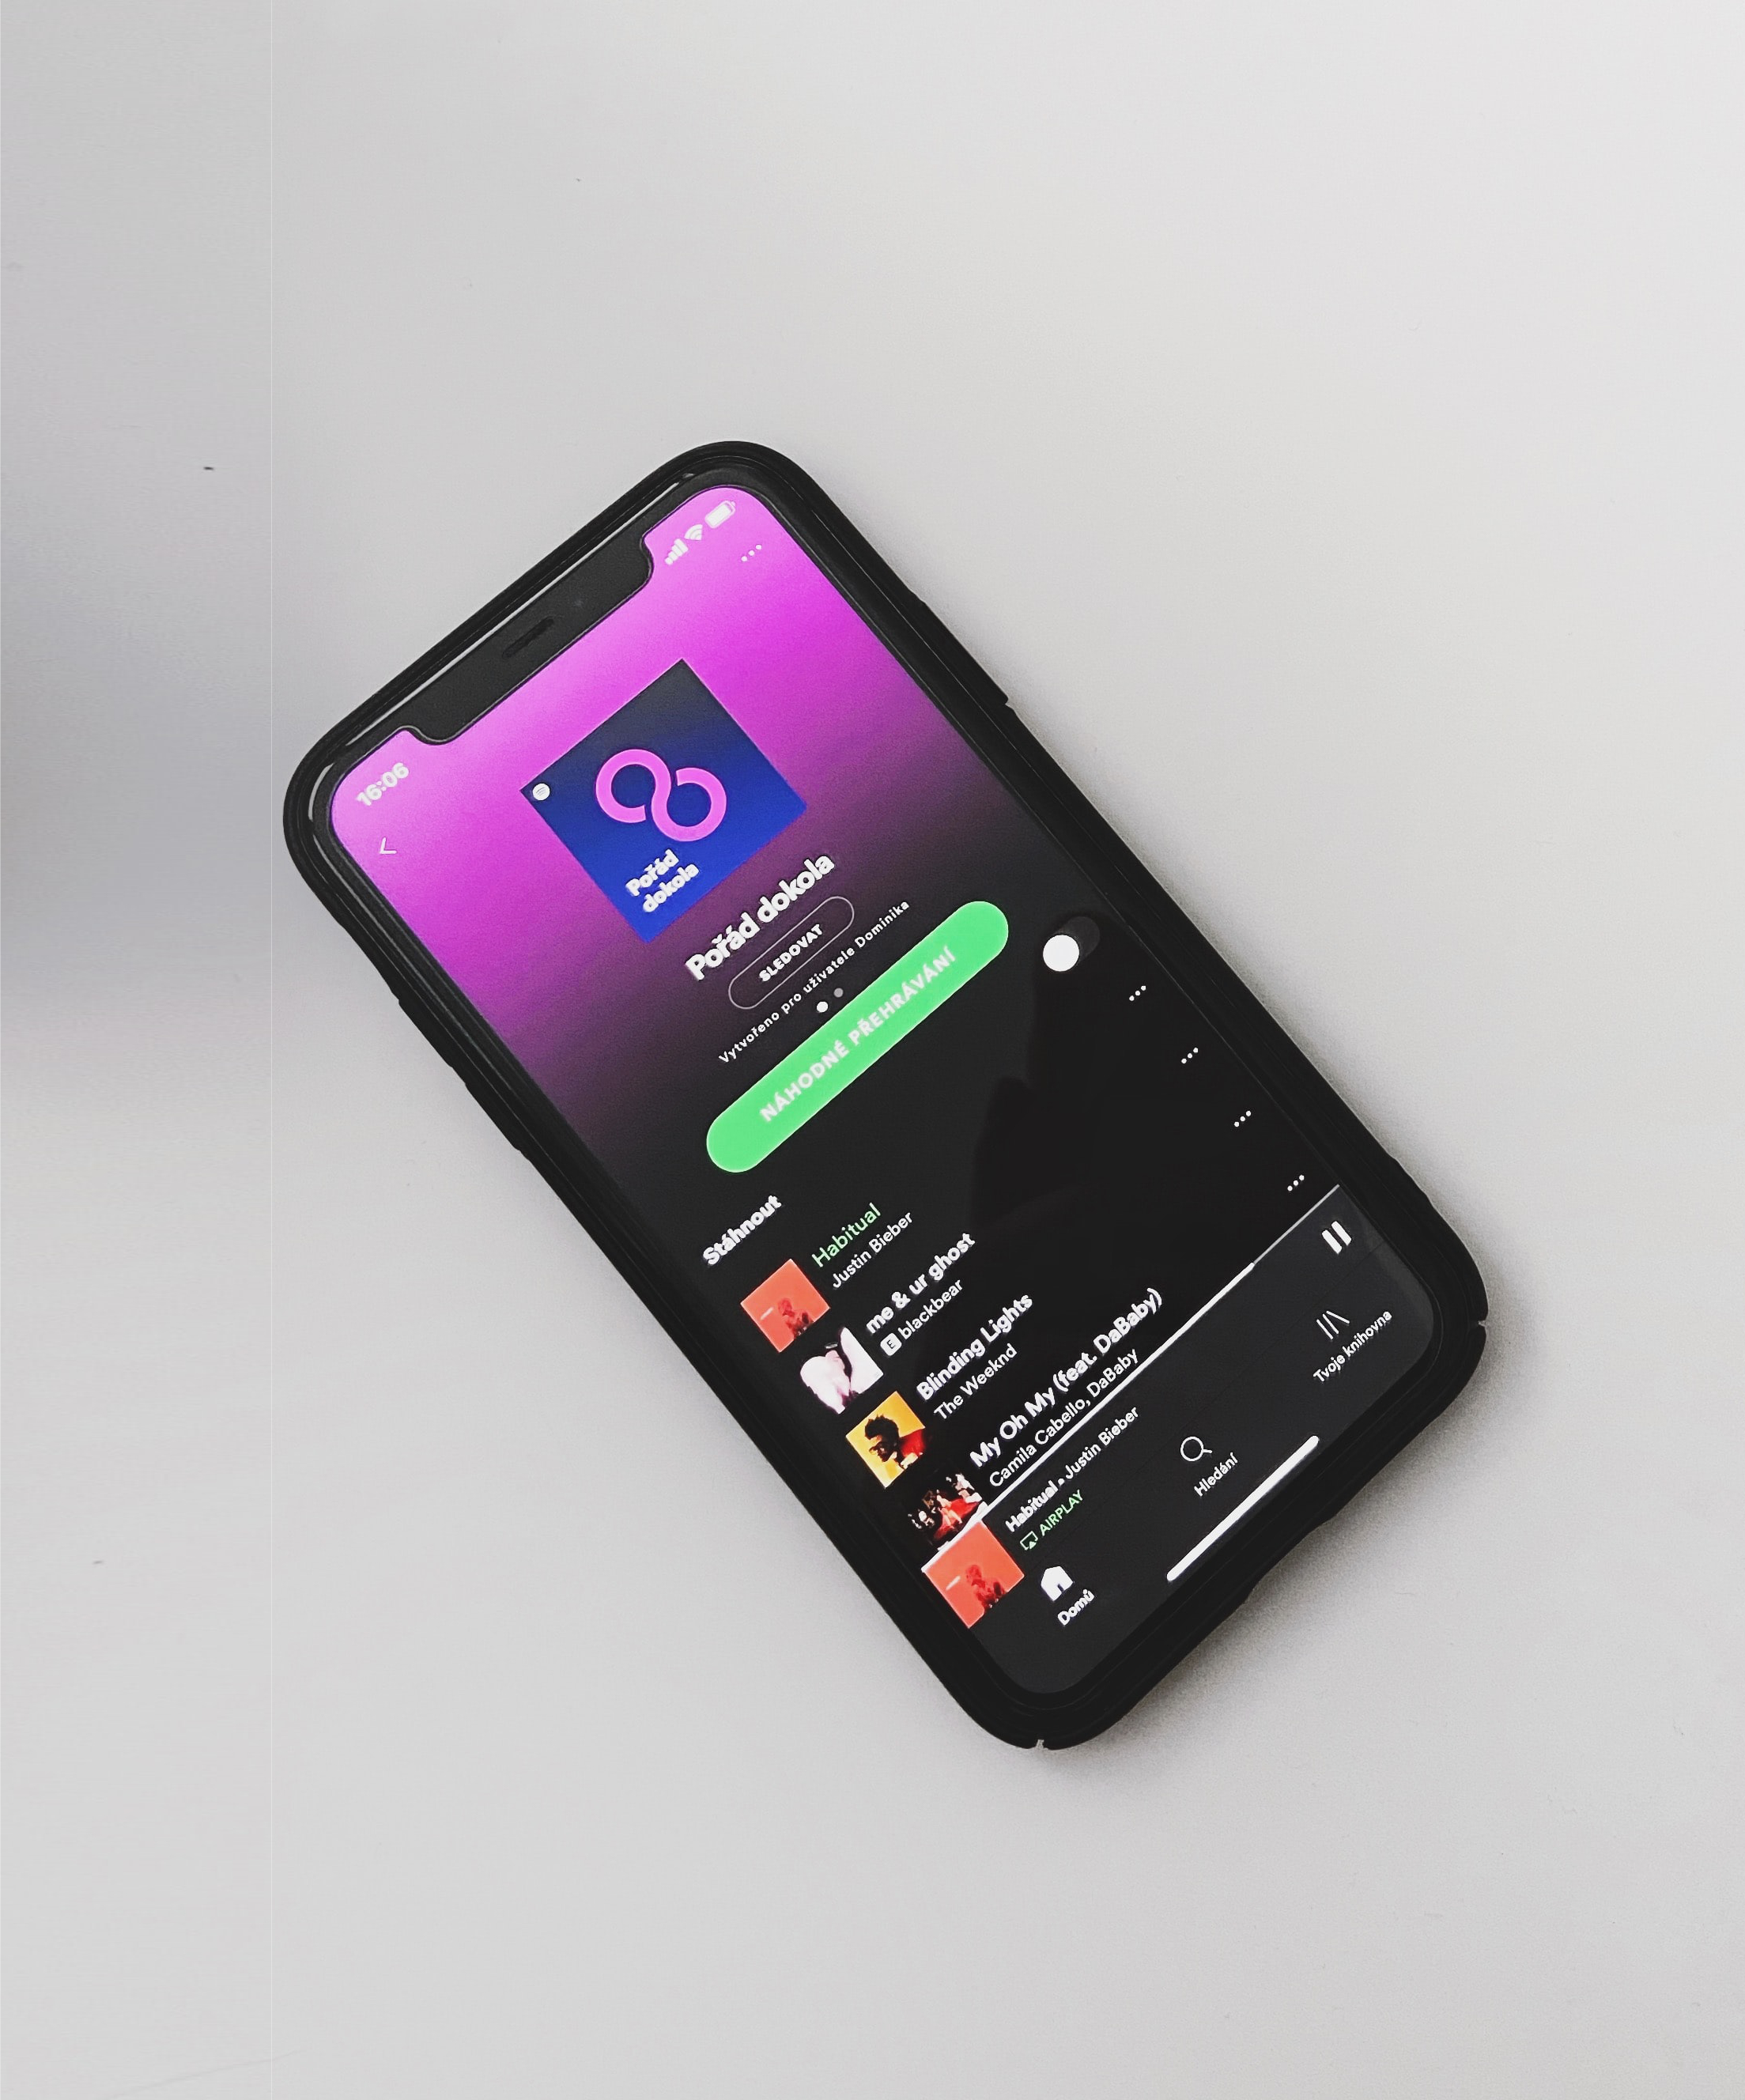 16:06
Pořád
dokola
Pořád dokola
SLEDOVAT
Vytvořeno pro uživatele Dominika
NÁHODNÉ PŘEHRÁVÁNÍ
Stáhnout
Habitual
Justin Bieber
me & ur ghost
E blackbear
Blinding Lights
The Weeknd
My Oh My (feat. DaBaby)
Camila Cabello, DaBaby
Habitual • Justin Bieber
AIRPLAY
Domů
Hledání
Tvoje knihovna